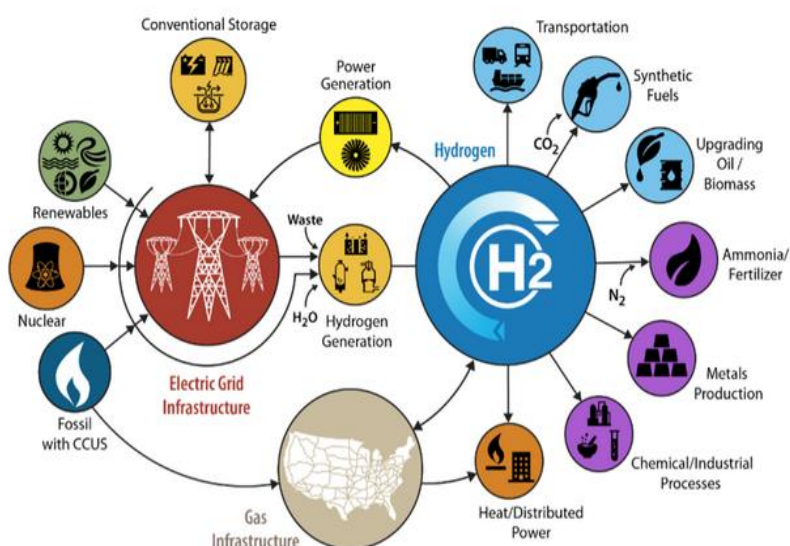 Conventional Storage
Transportation
Power
Generation
Hydrogen
CO₂
Synthetic
Fuels
Upgrading
Oil /
Biomass
Renewables
Waste
H2
Ammonia/
Fertilizer
N₂
Nuclear
H₂O
Hydrogen
Generation
Electric Grid
Infrastructure
Metals
Production
Fossil
with CCUS
Chemical/Industrial
Processes
Gas
Infrastructure
Heat/Distributed
Power